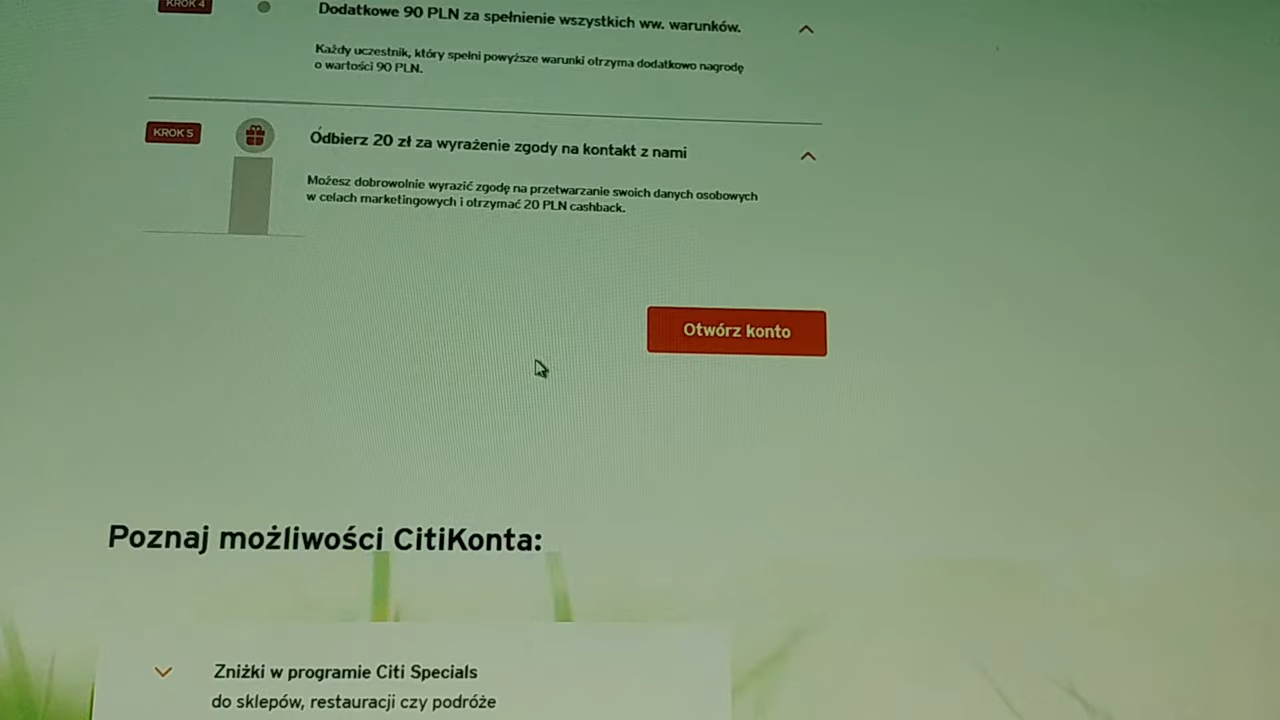 KROK 4
Dodatkowe 90 PLN za spełnienie wszystkich ww. warunków.
Każdy uczestnik, który spełni powyższe warunki otrzyma dodatkowo nagrodę
o wartości 90 PLN.
KROK 5
Odbierz 20 zł za wyrażenie zgody na kontakt z nami
Możesz dobrowolnie wyrazić zgodę na przetwarzanie swoich danych osobowych
w celach marketingowych i otrzymać 20 PLN cashback.
Otwórz konto
Poznaj możliwości CitiKonta:
Zniżki w programie Citi Specials
do sklepów, restauracji czy podróże